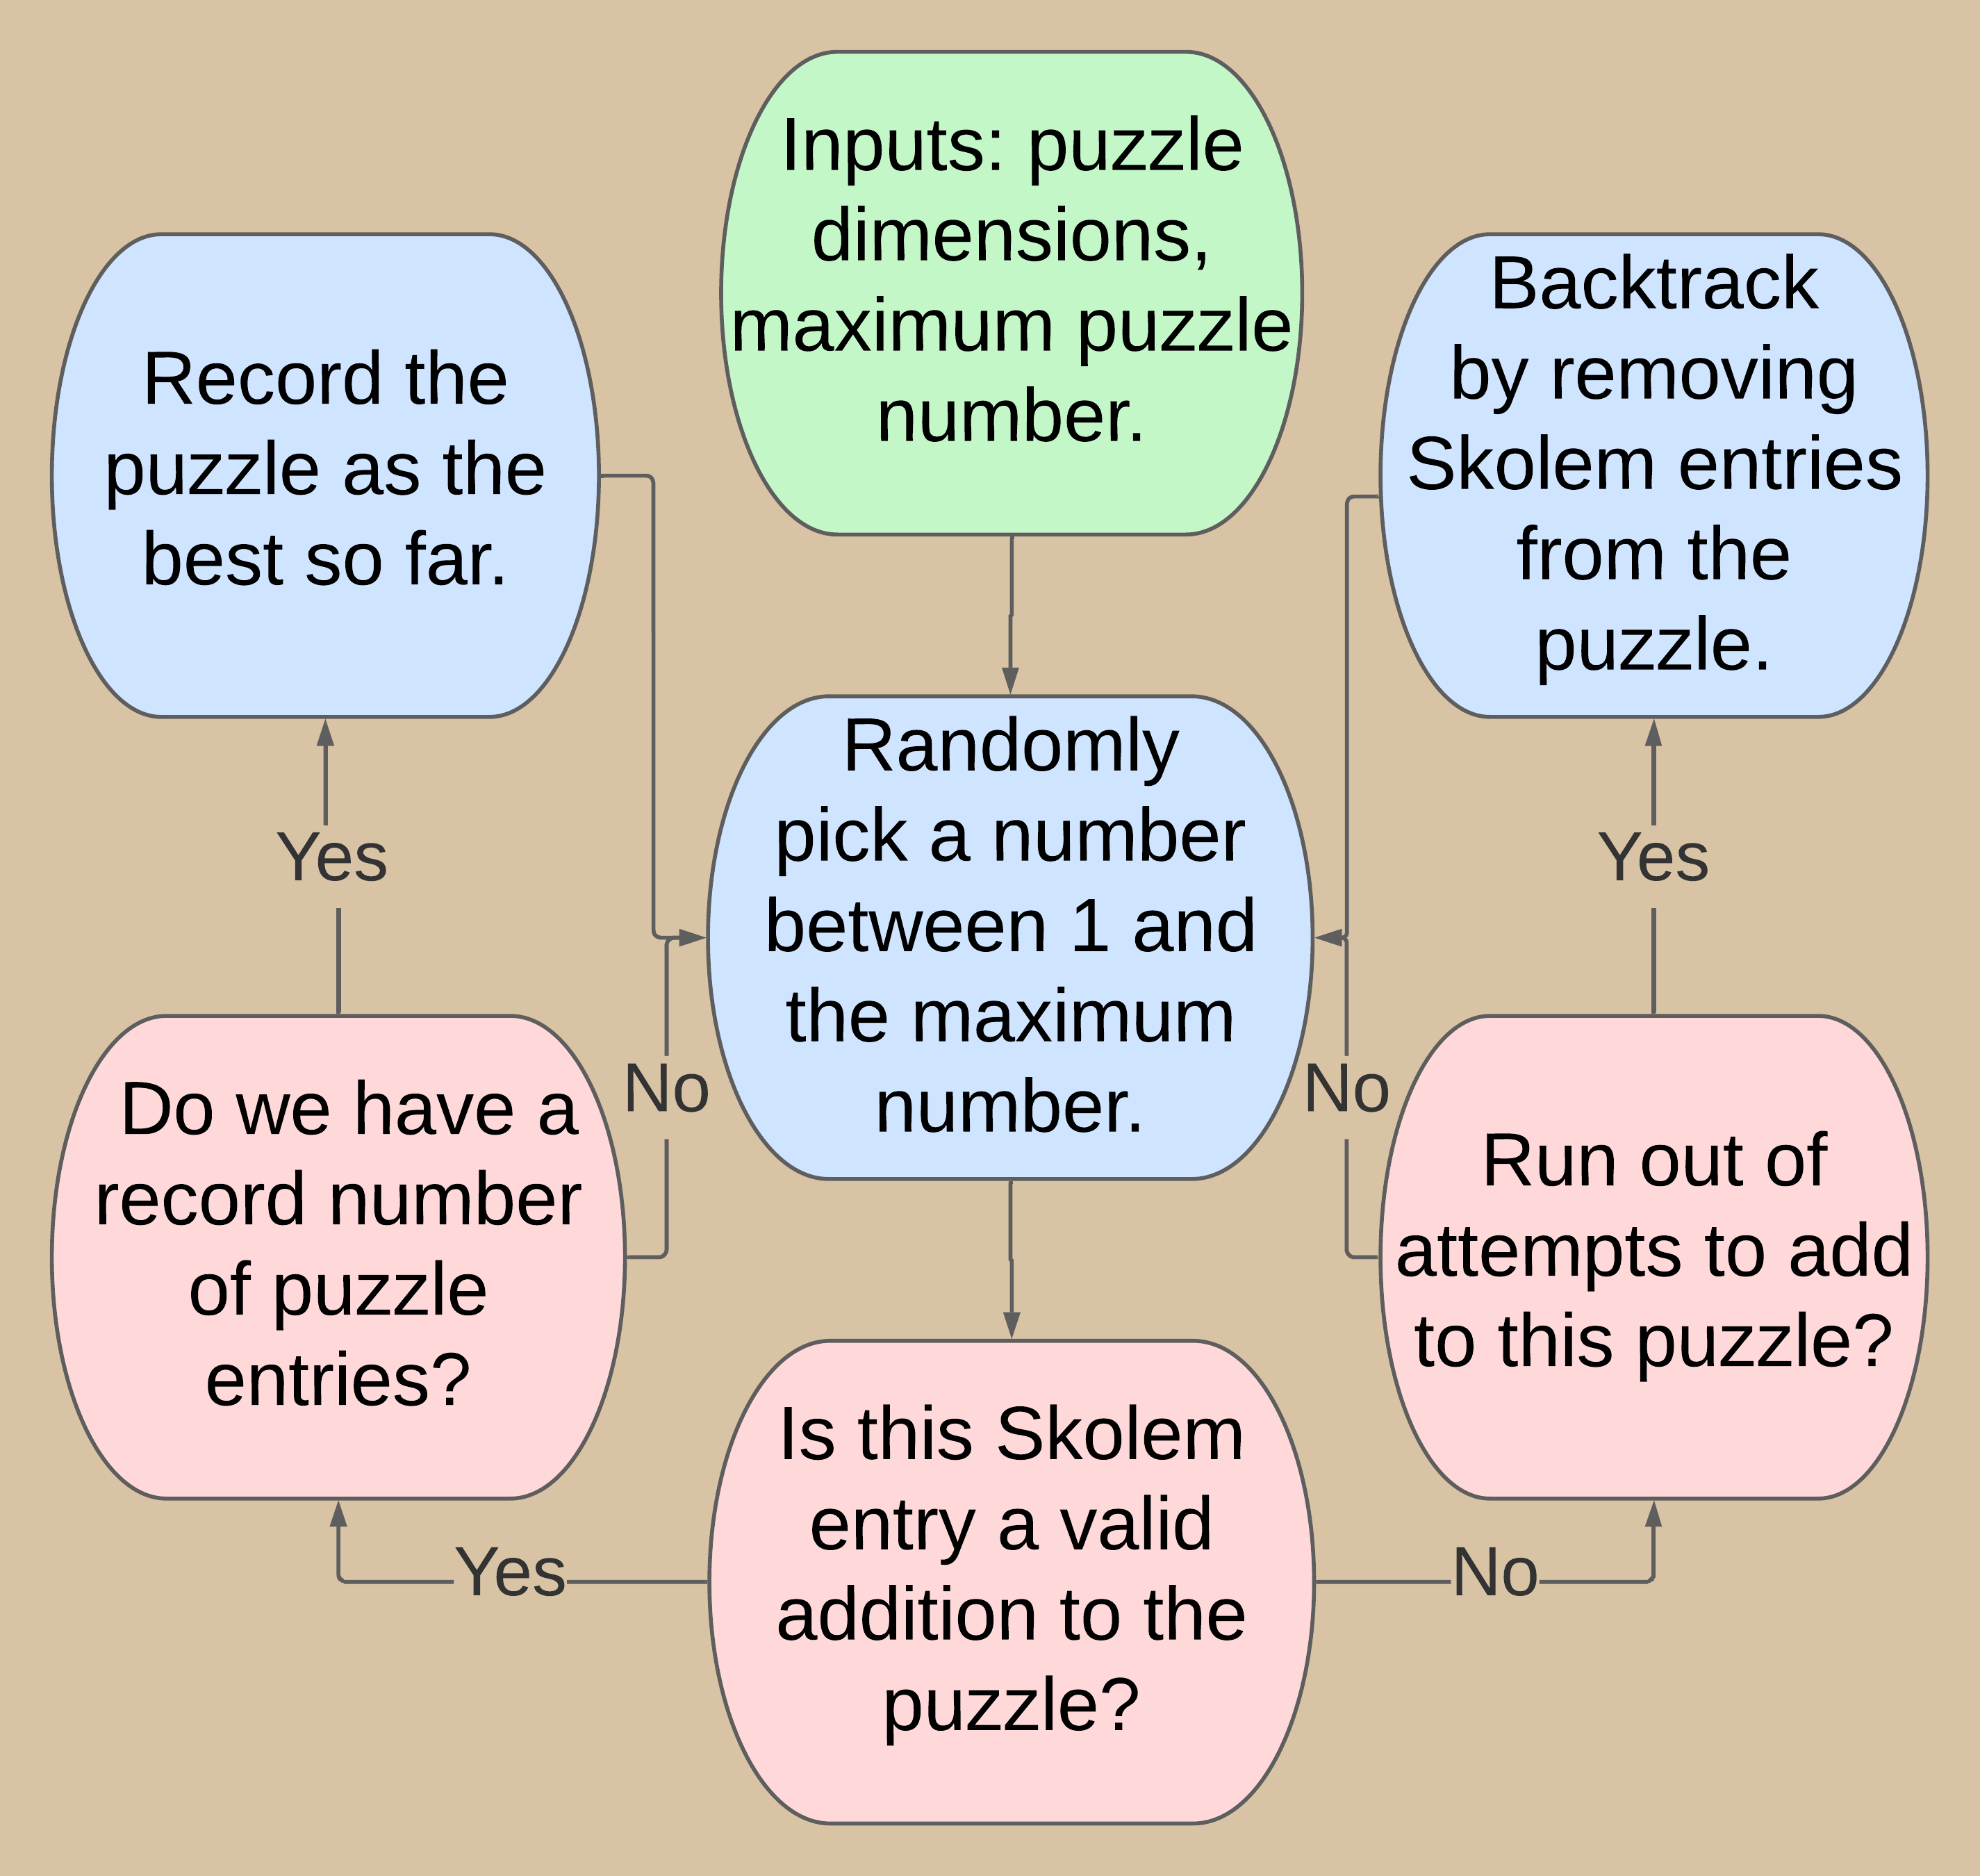 Inputs: puzzle
dimensions,
maximum puzzle
number.
Record the
puzzle as the
best so far.
Backtrack
by removing
Skolem entries
from the
puzzle.
Randomly
pick a number
between 1 and
the maximum
number.
Yes
Yes
Do we have a
record number
of puzzle
entries?
No
No
Run out of
attempts to add
to this puzzle?
Is this Skolem
entry a valid
addition to the
puzzle?
Yes
No